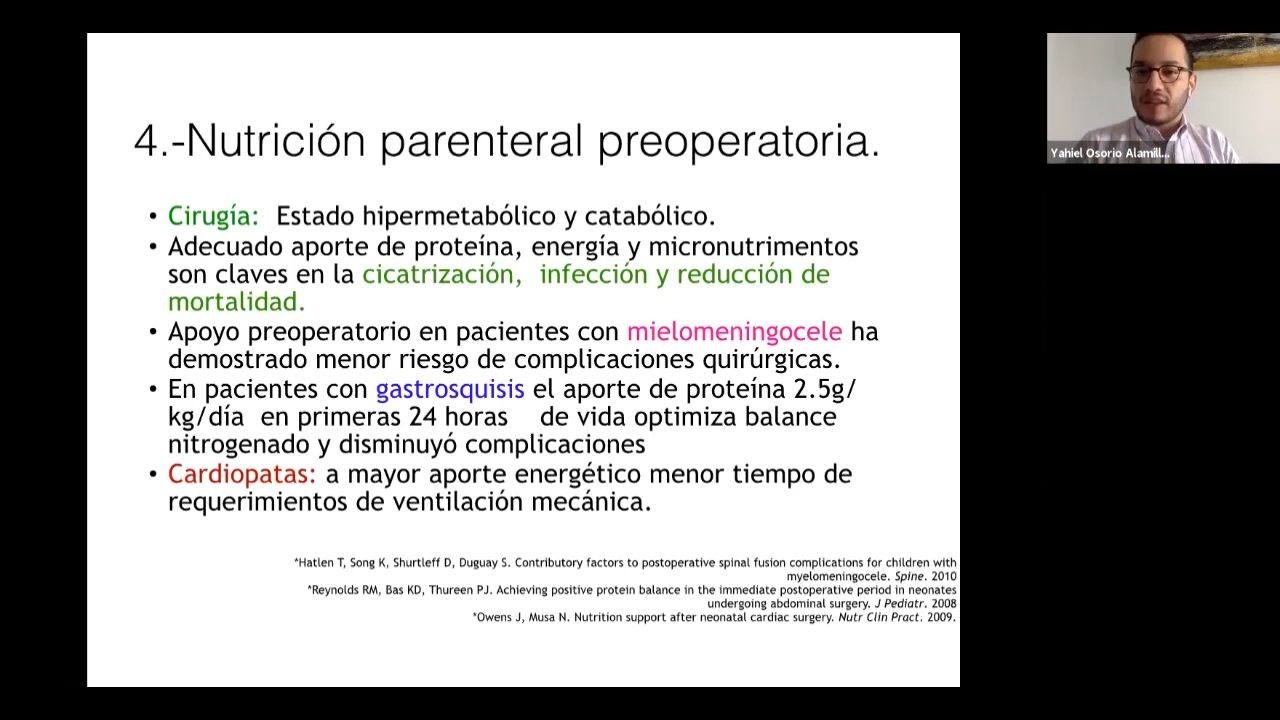 4.-Nutrición parenteral preoperatoria.
• Cirugía: Estado hipermetabólico y catabólico.
• Adecuado aporte de proteína, energía y micronutrimentos
son claves en la cicatrización, infección y reducción de
mortalidad.
• Apoyo preoperatorio en pacientes con mielomeningocele ha
demostrado menor riesgo de complicaciones quirúrgicas.
• En pacientes con gastrosquisis el aporte de proteína 2.5g/
kg/día en primeras 24 horas de vida optimiza balance
nitrogenado y disminuyó complicaciones
• Cardiopatas: a mayor aporte energético menor tiempo de
requerimientos de ventilación mecánica.
*Hatlen T, Song K, Shurtleff D, Duguay S. Contributory factors to postoperative spinal fusion complications for children with
myelomeningocele. Spine. 2010
*Reynolds RM, Bas KD, Thureen PJ. Achieving positive protein balance in the immediate postoperative period in neonates
undergoing abdominal surgery. J Pediatr. 2008
*Owens J, Musa N. Nutrition support after neonatal cardiac surgery. Nutr Clin Pract. 2009.
Yahiel Osorio Alamill...